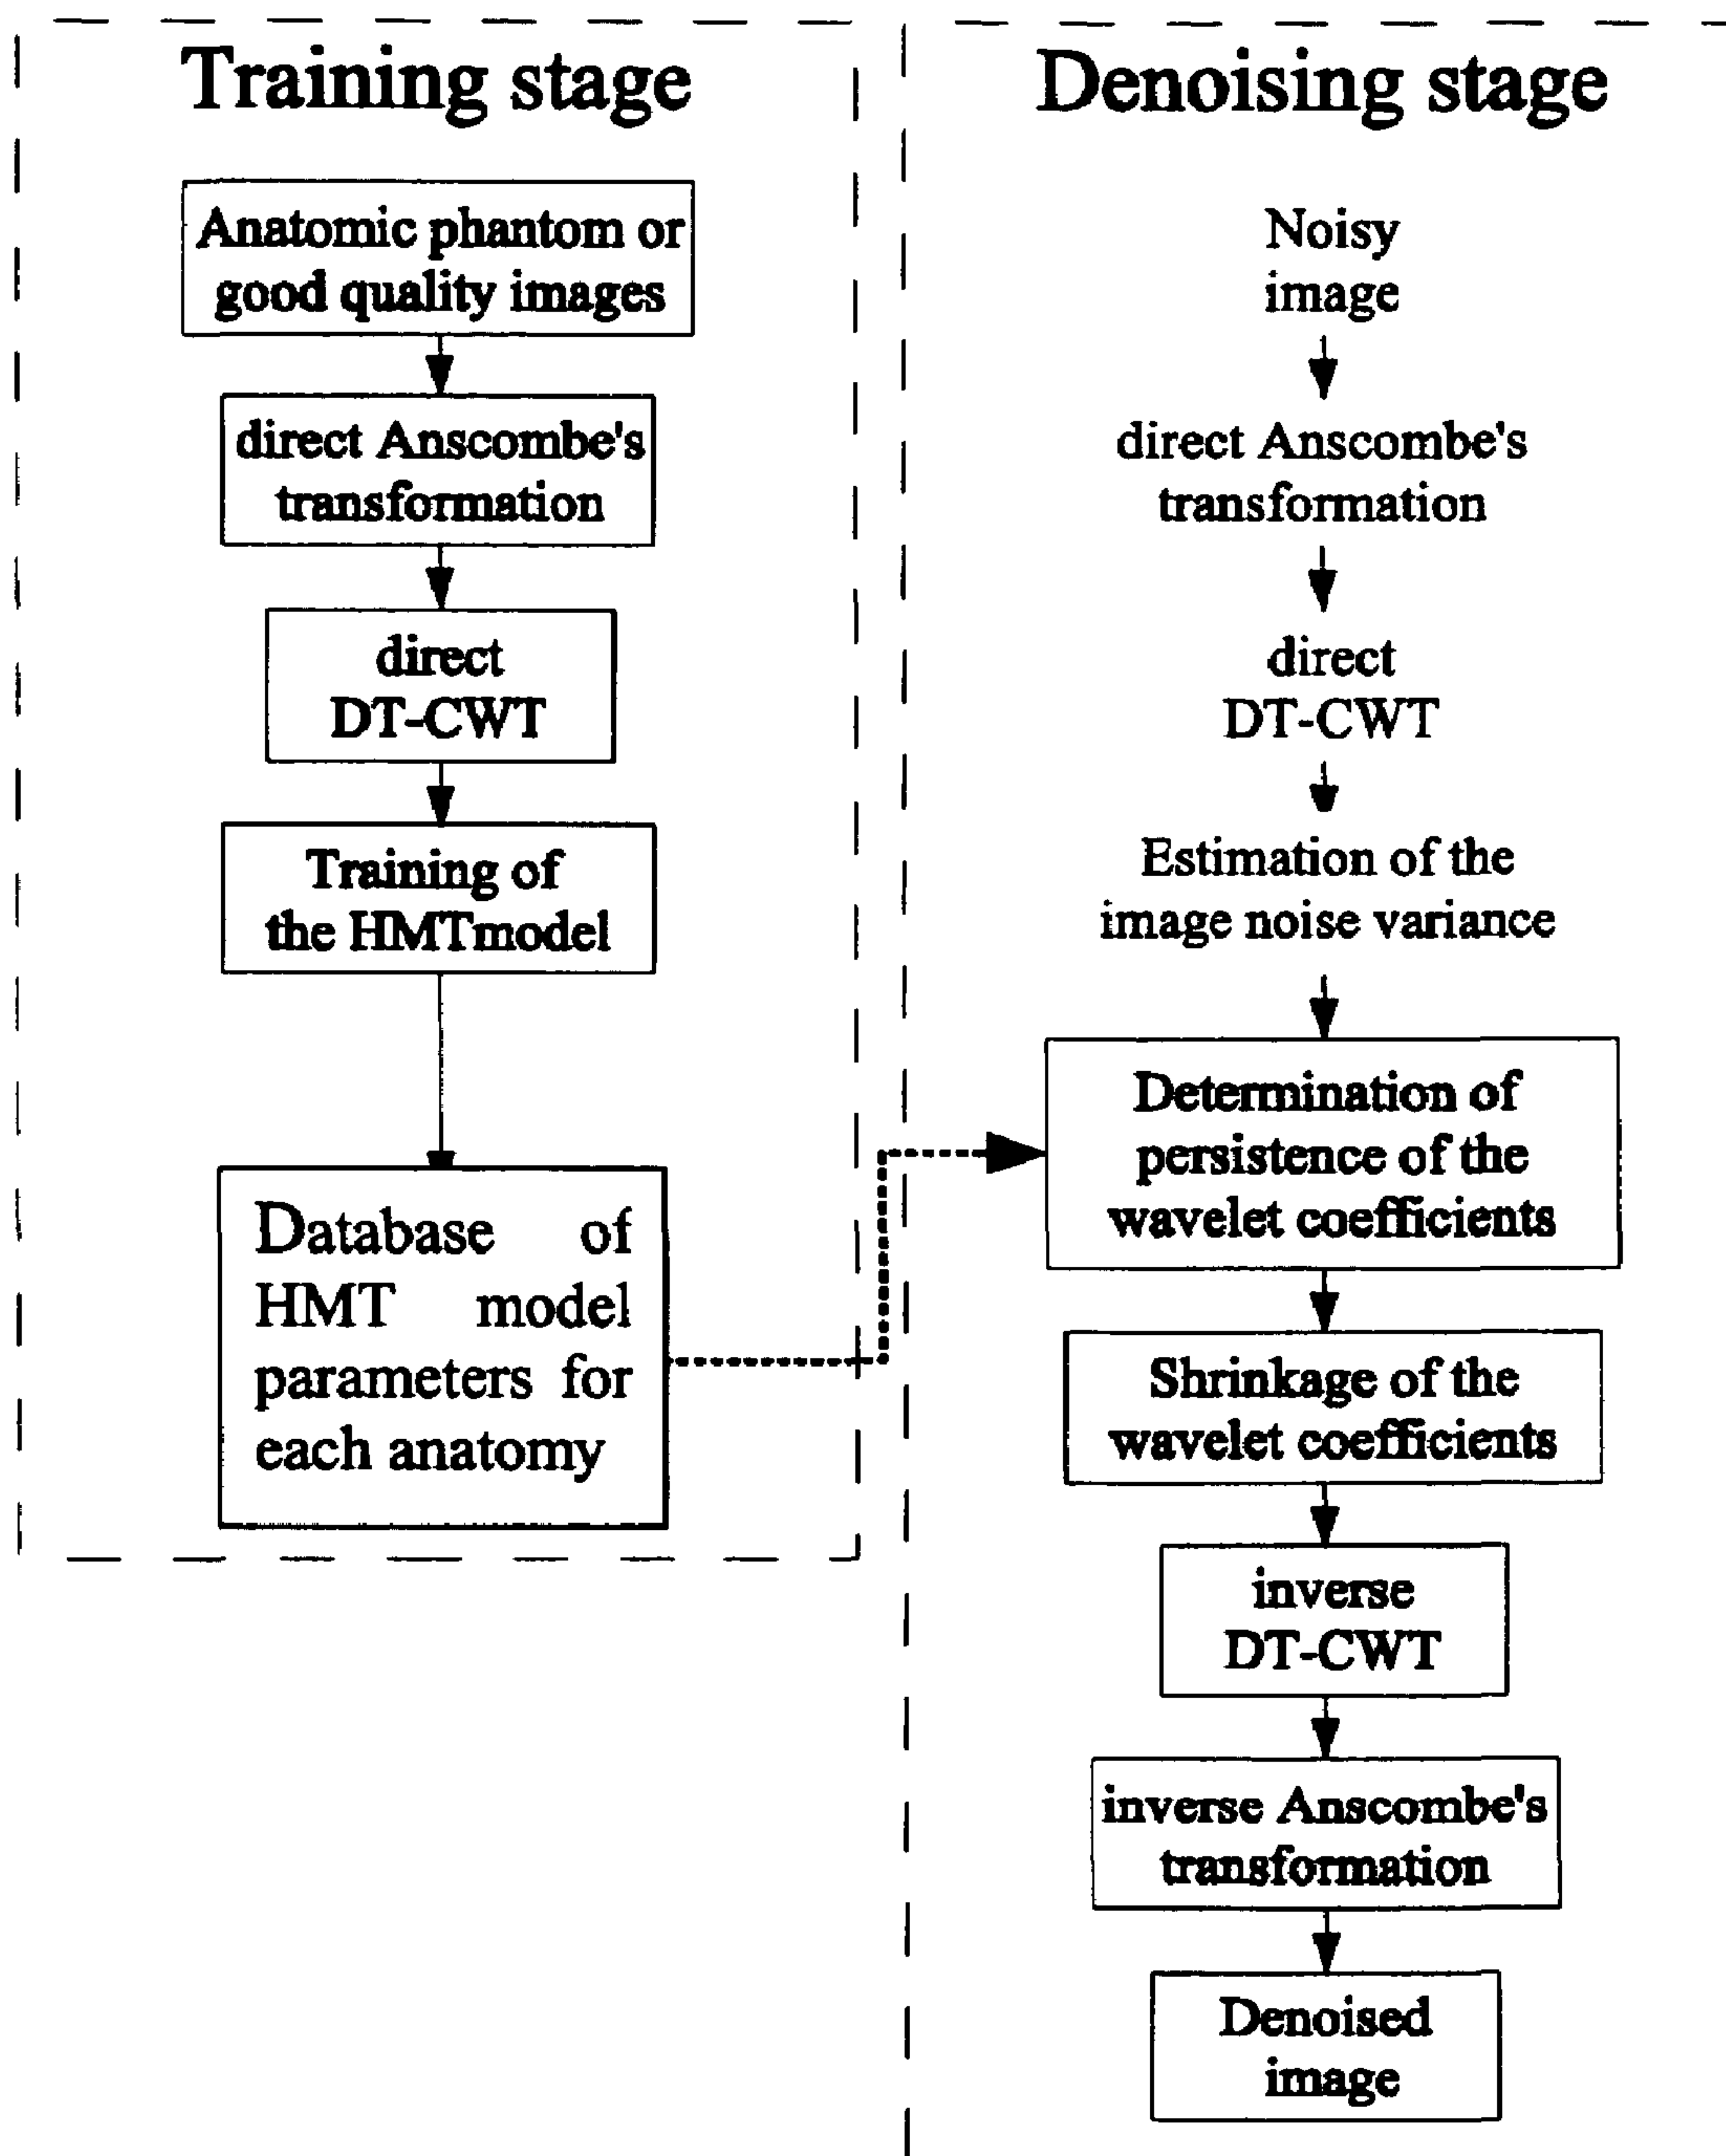 Training stage
Anatomic phantom or
good quality images
direct Anscombe's
transformation
direct
DT-CWT
Training of
the HMTmodel
Database of
HMT model
parameters for
each anatomy
Denoising stage
Noisy
image
direct Anscombe's
transformation
direct
DT-CWT
Estimation of the
image noise variance
Determination of
persistence of the
wavelet coefficients
Shrinkage of the
wavelet coefficients
inverse
DT-CWT
inverse Anscombe's
transformation
Denoised
image